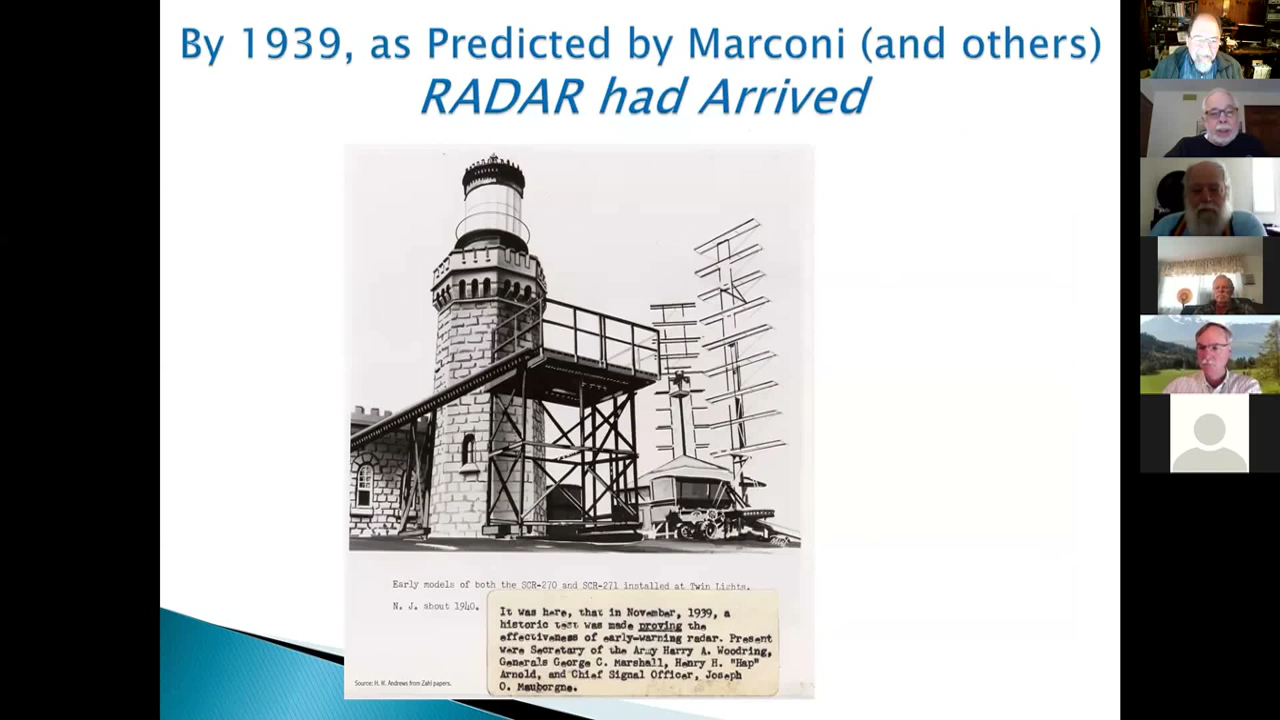 By 1939, as Predicted by Marconi (and others)
RADAR had Arrived
Early models of both the SCR-270 and SCR-271 installed at Twin Lights,
N. J. about 1940.
It was here, that in November, 1939, a
historic test was made proving the
effectiveness of early-warning radar. Present
were Secretary of the Army Harry A. Woodring,
Generals George C. Marshall, Henry H. "Hap"
Arnold, and Chief Signal Officer, Joseph
O. Mauborgne.
Source: H. W. Andrews from Zahl papers.